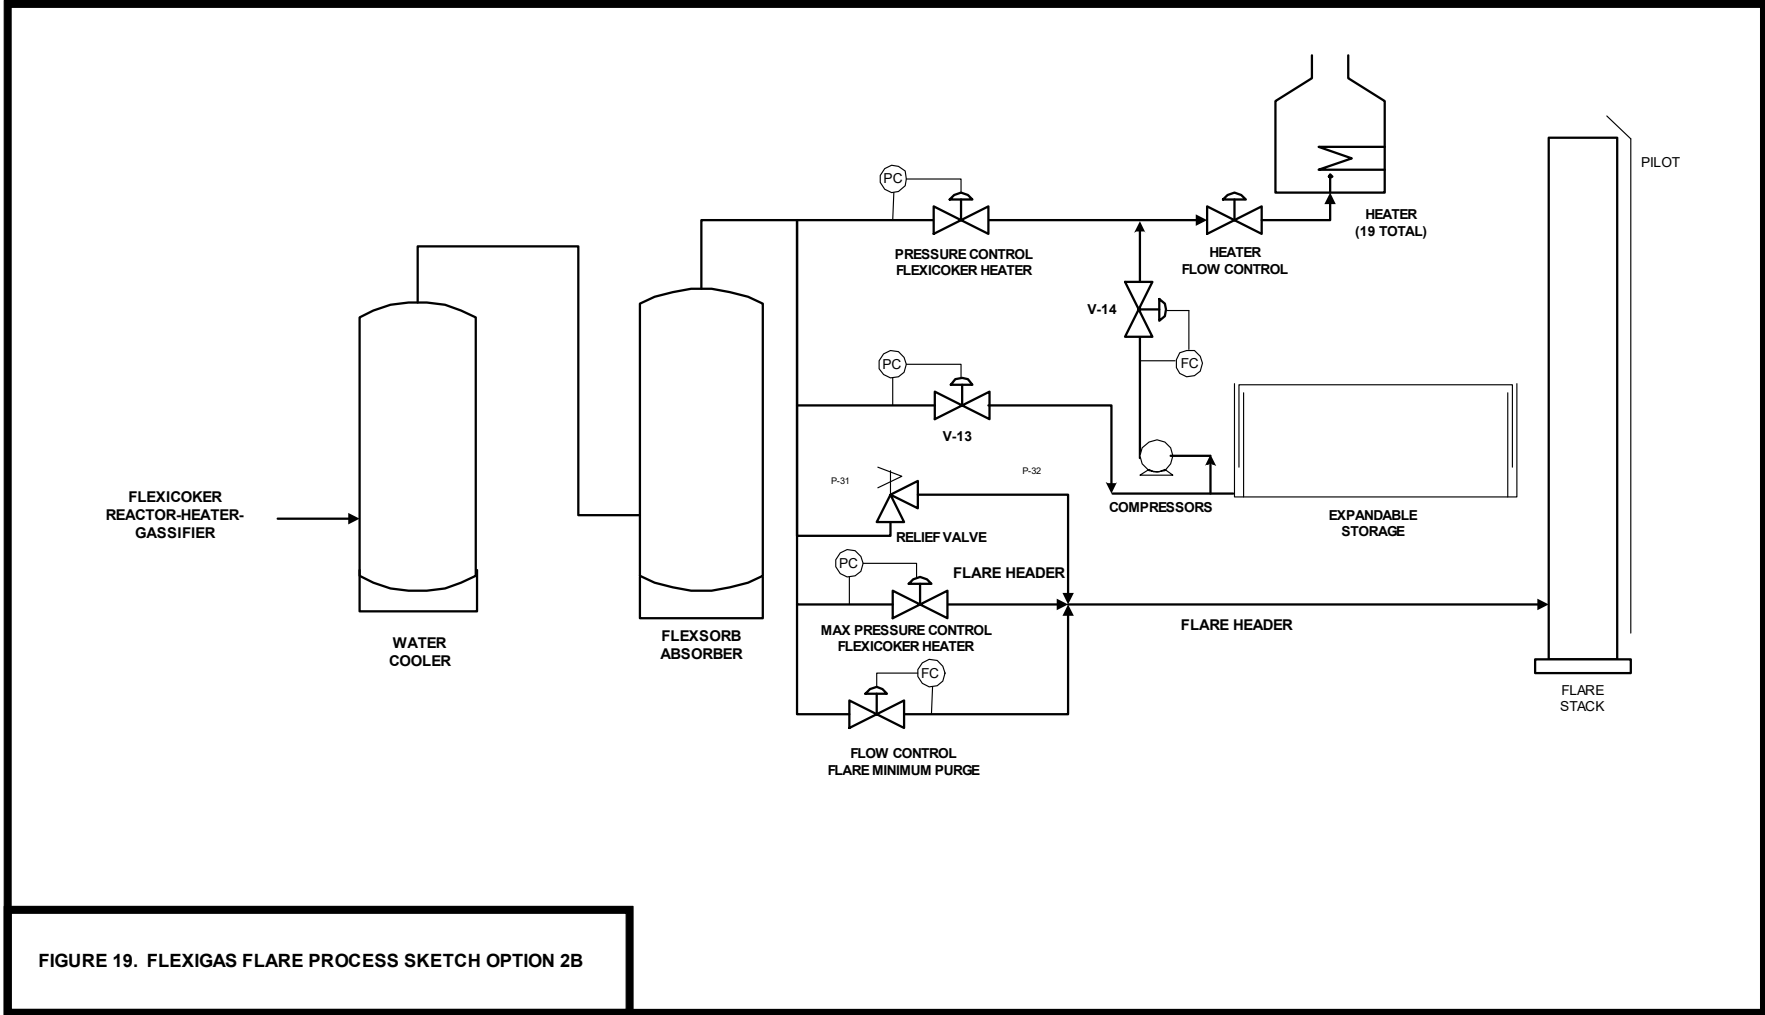 PILOT
PC
HEATER
(19 TOTAL)
PRESSURE CONTROL
FLEXICOKER HEATER
HEATER
FLOW CONTROL
V-14
FC
PC
V-13
P-31
P-32
FLEXICOKER
REACTOR-HEATER-
GASSIFIER
COMPRESSORS
EXPANDABLE
STORAGE
RELIEF VALVE
PC
FLARE HEADER
MAX PRESSURE CONTROL
FLEXICOKER HEATER
FLARE HEADER
WATER
COOLER
FLEXSORB
ABSORBER
FC
FLARE
STACK
FLOW CONTROL
FLARE MINIMUM PURGE
FIGURE 19. FLEXIGAS FLARE PROCESS SKETCH OPTION 2B